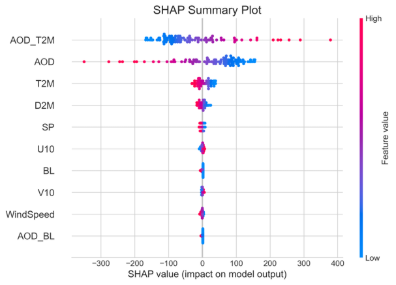 SHAP Summary Plot
High
AOD_T2M
AOD
T2M
D2M
SP
U10
BL
V10
WindSpeed
AOD_BL
Feature value
Low
−300 −200 −100 0 100 200 300 400
SHAP value (impact on model output)